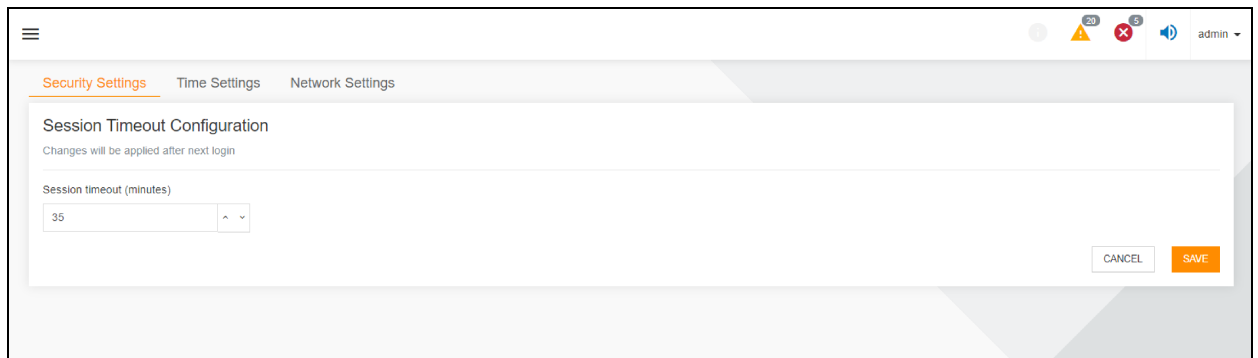 20
5
admin
Security Settings Time Settings Network Settings
Session Timeout Configuration
Changes will be applied after next login
Session timeout (minutes)
35
CANCEL SAVE